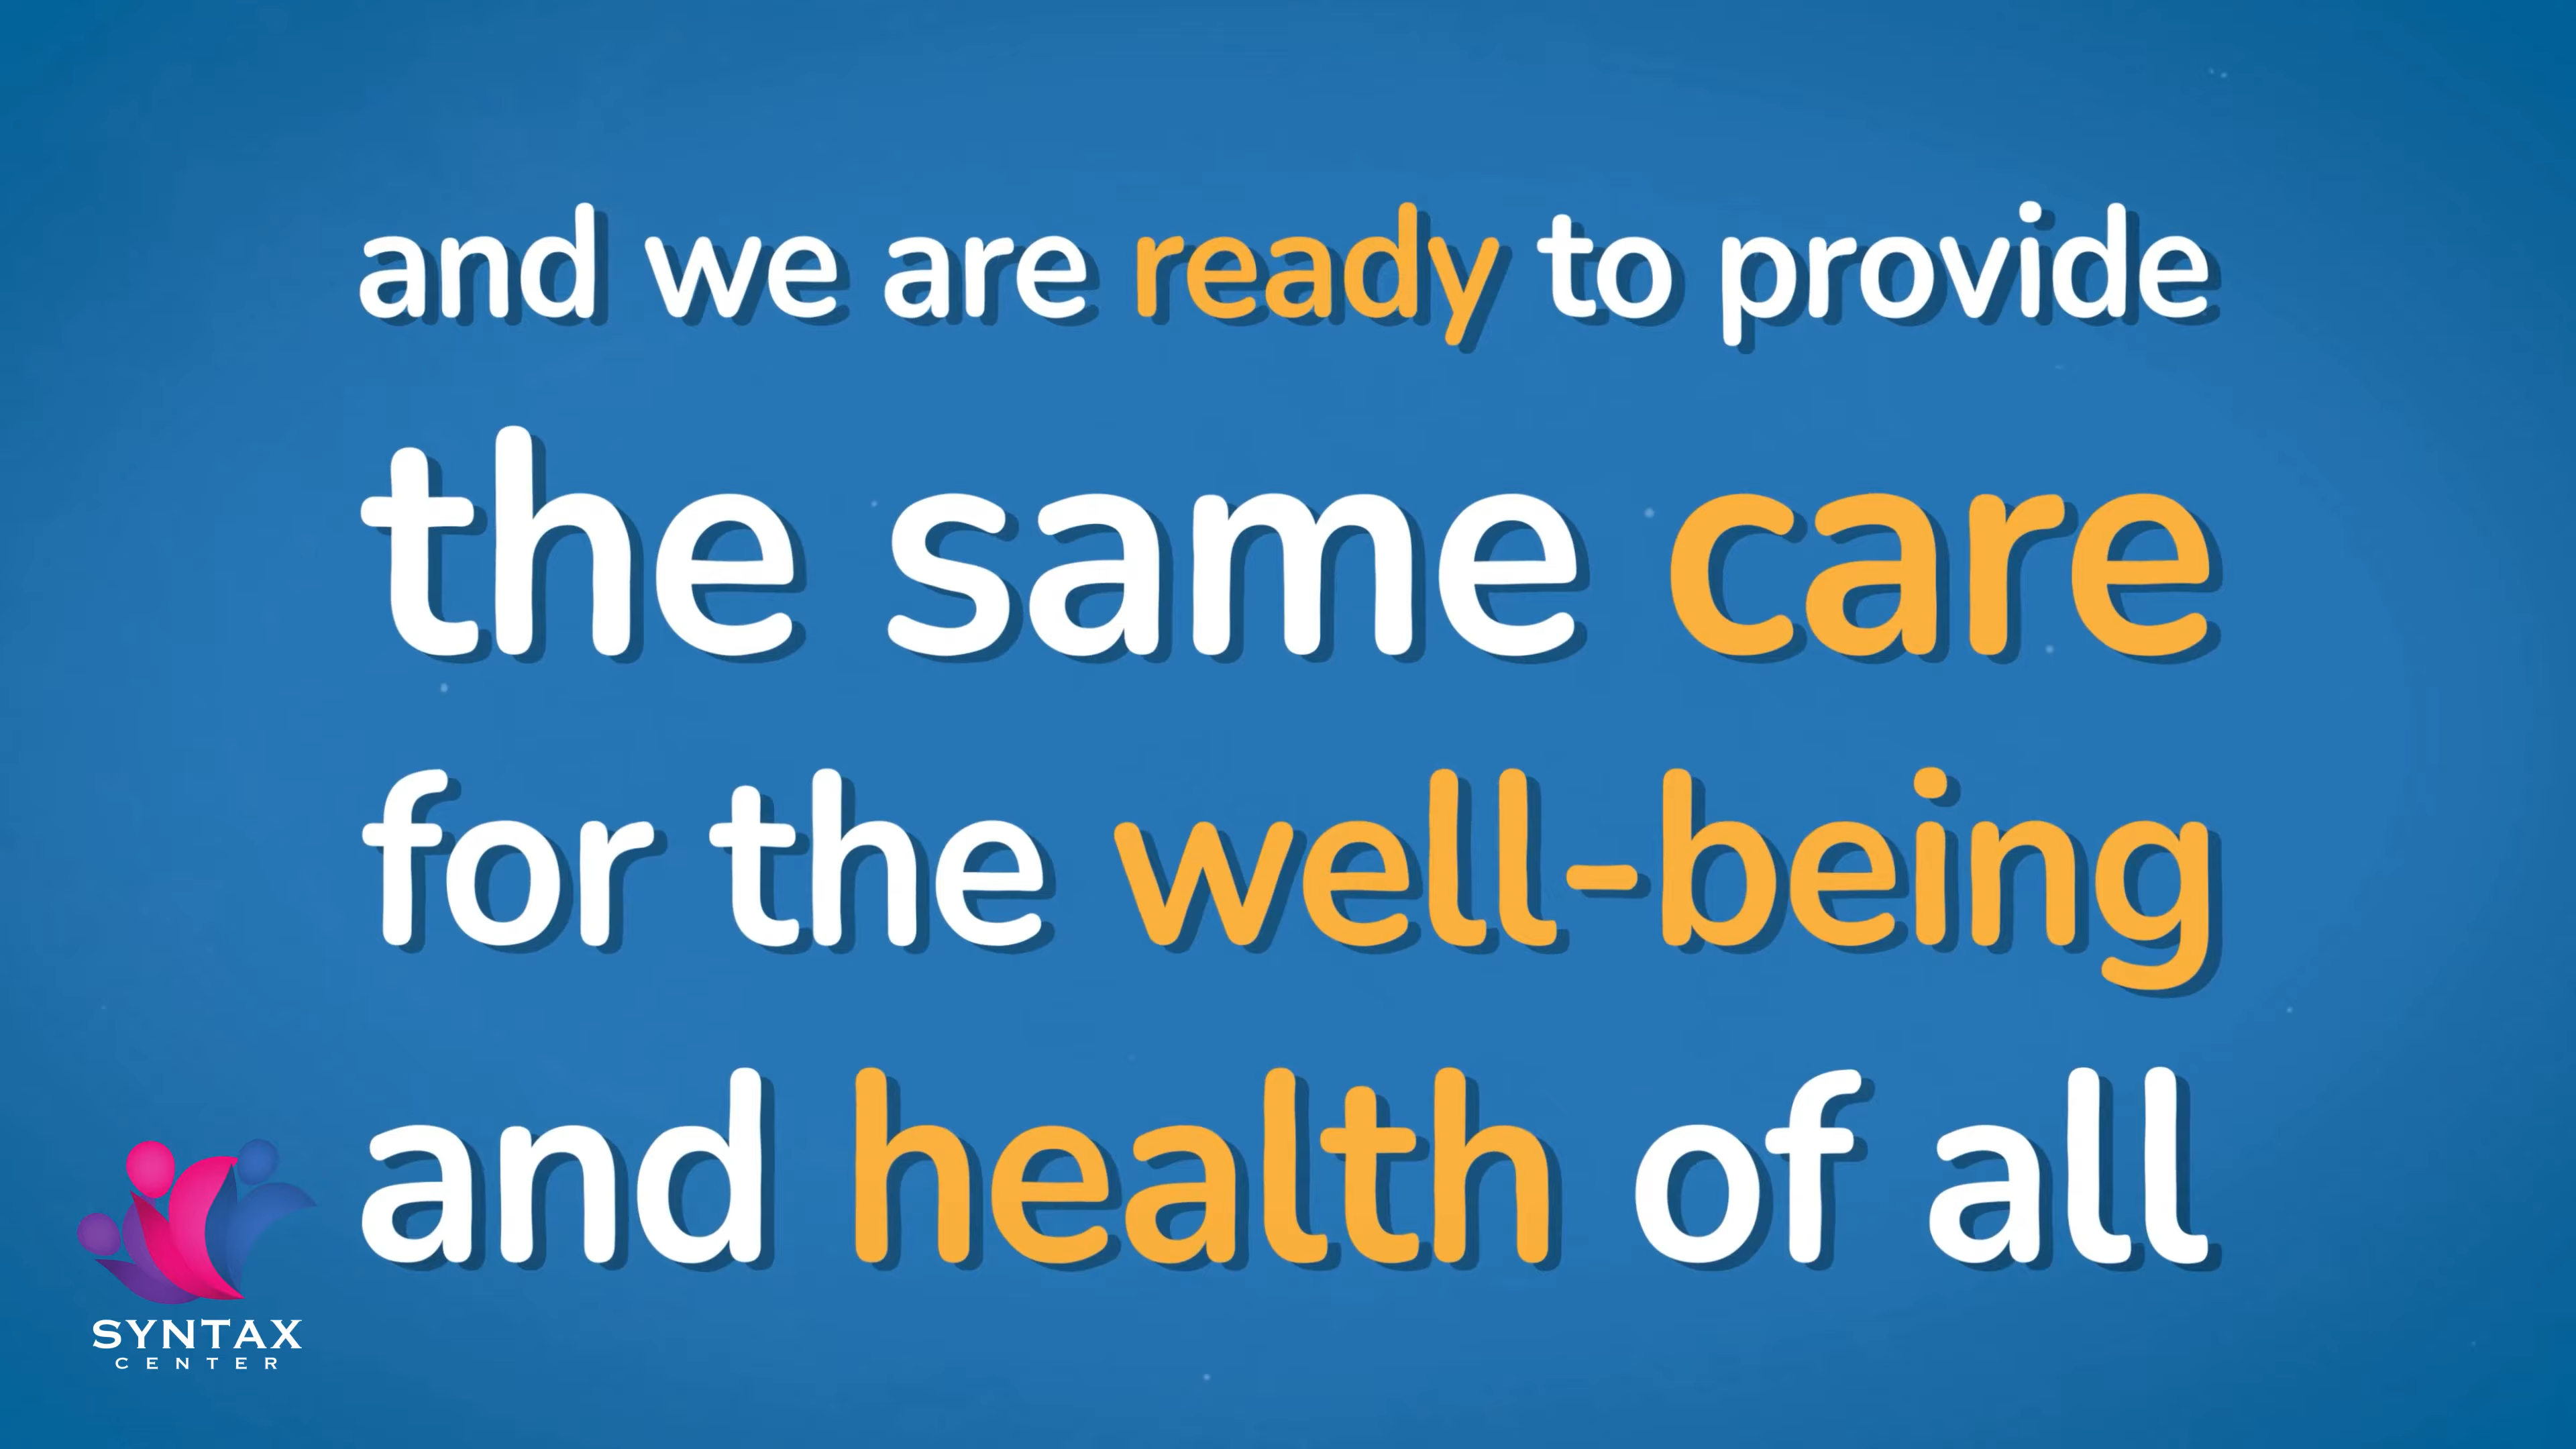 and we are ready to provide
the same care
for the well-being
and health of all
SYNTAX
CENTER